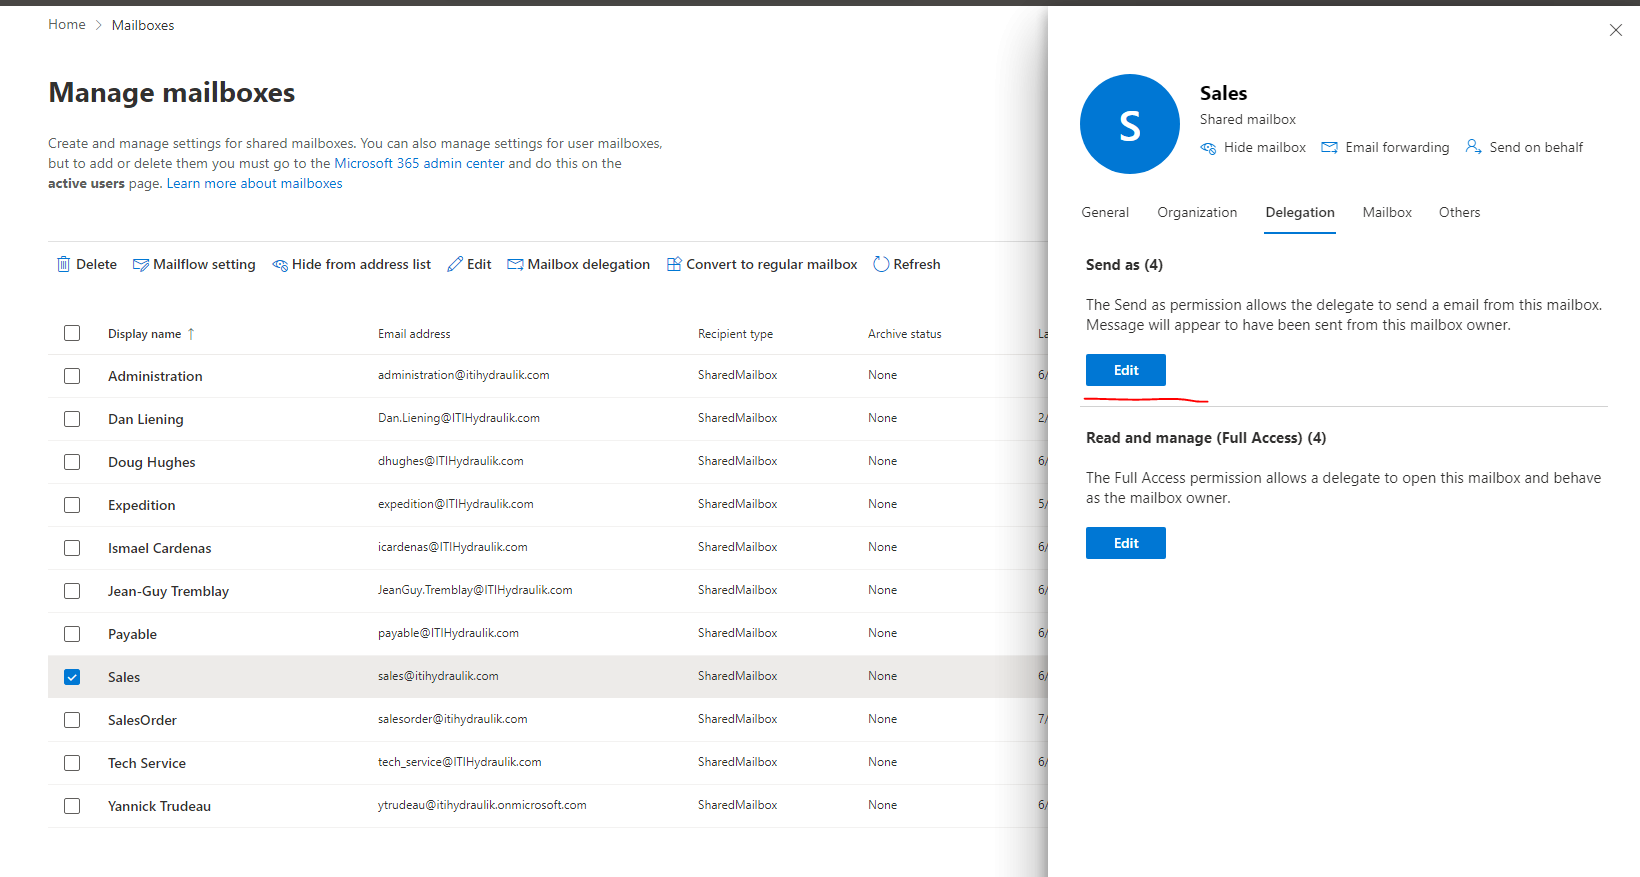 Home > Mailboxes
Manage mailboxes
Create and manage settings for shared mailboxes. You can also manage settings for user mailboxes,
but to add or delete them you must go to the Microsoft 365 admin center and do this on the
active users page. Learn more about mailboxes
Delete Mailflow setting Hide from address list Edit Mailbox delegation Convert to regular mailbox Refresh
Display name ↑ Email address Recipient type Archive status
Administration administration@itihydraulik.com SharedMailbox None 6/
Dan Liening Dan.Liening@ITIHydraulik.com SharedMailbox None 2/
Doug Hughes dhughes@ITIHydraulik.com SharedMailbox None 6/
Expedition expedition@ITIHydraulik.com SharedMailbox None 5/
Ismael Cardenas icardenas@ITIHydraulik.com SharedMailbox None 6/
Jean-Guy Tremblay JeanGuy.Tremblay@ITIHydraulik.com SharedMailbox None 6/
Payable payable@ITIHydraulik.com SharedMailbox None 6/
Sales sales@itihydraulik.com SharedMailbox None 6/
SalesOrder salesorder@itihydraulik.com SharedMailbox None 7/
Tech Service tech_service@ITIHydraulik.com SharedMailbox None 6/
Yannick Trudeau ytrudeau@itihydraulik.onmicrosoft.com SharedMailbox None 6/
S
Sales
Shared mailbox
Hide mailbox Email forwarding Send on behalf
General Organization Delegation Mailbox Others
Send as (4)
The Send as permission allows the delegate to send a email from this mailbox.
Message will appear to have been sent from this mailbox owner.
Edit
Read and manage (Full Access) (4)
The Full Access permission allows a delegate to open this mailbox and behave
as the mailbox owner.
Edit